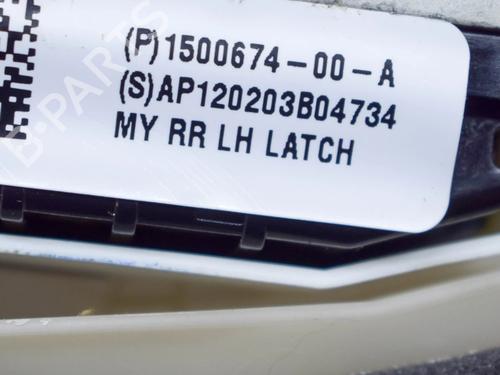 (P)1500674-00-A
(S)AP120203B04734
MY RR LH LATCH